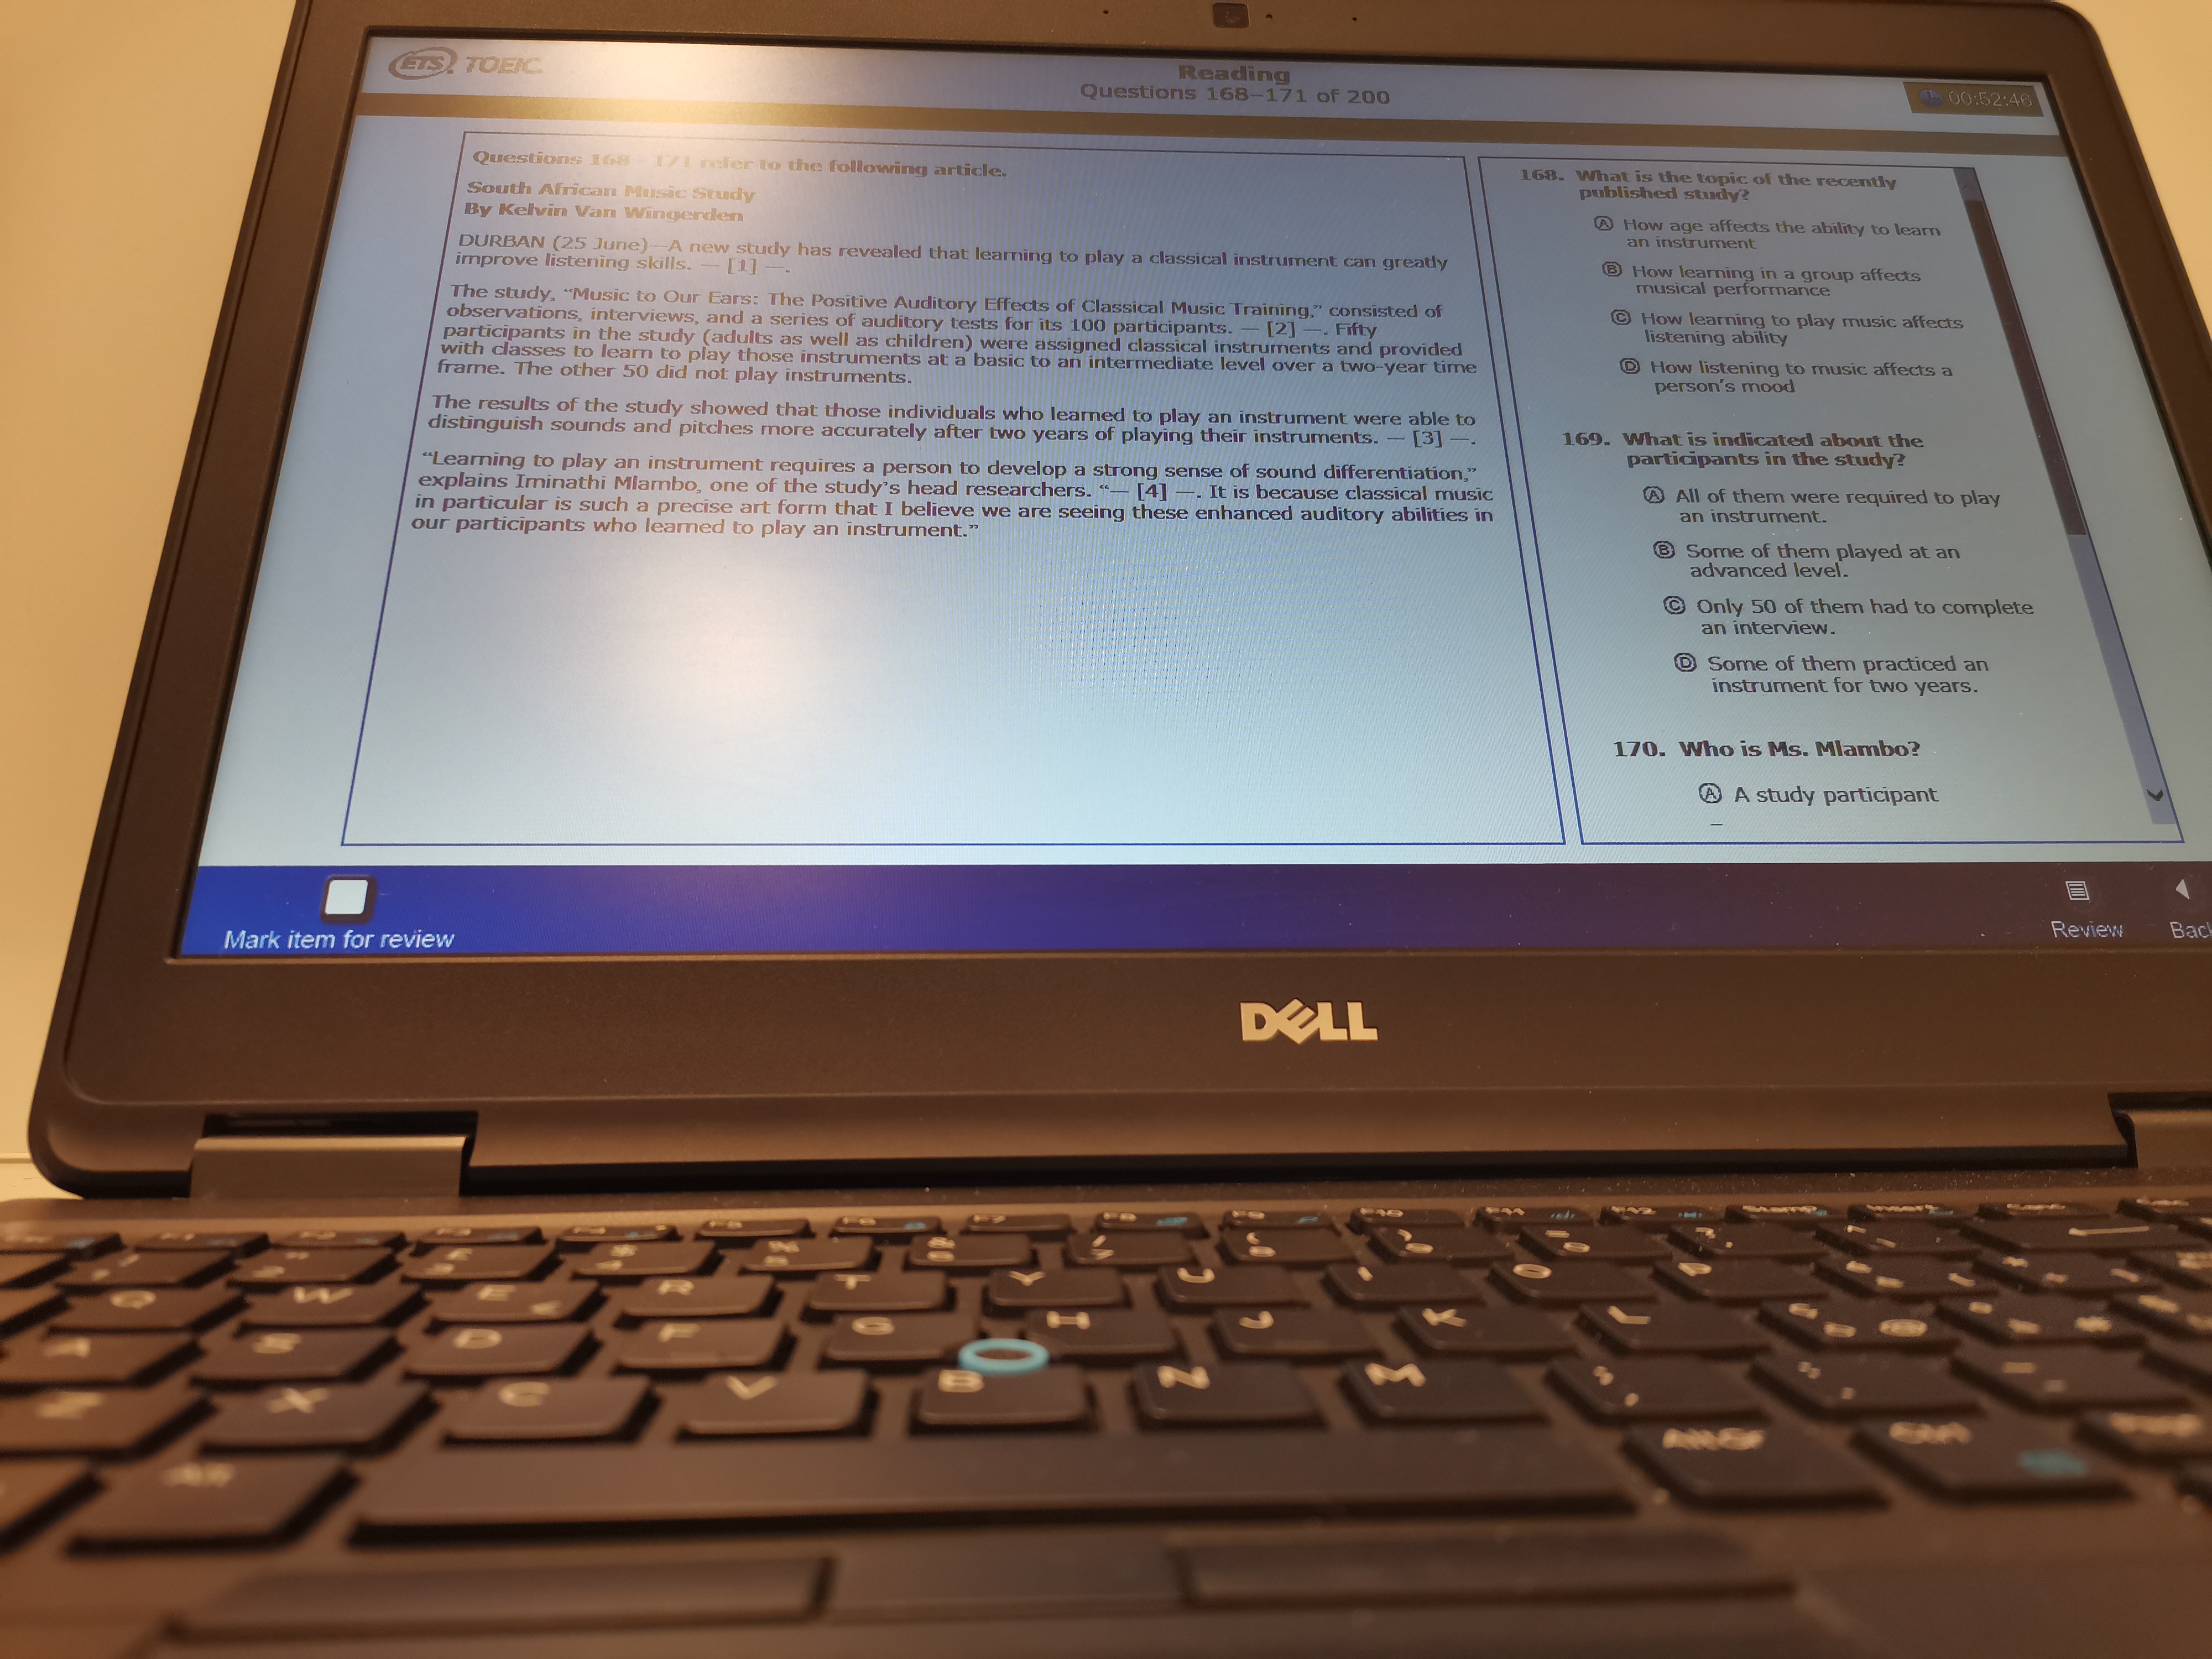 ETS. TOEIC.
Reading
Questions 168–171 of 200
00:52:46
Questions 168 – 171 refer to the following article.
South African Music Study
By Kelvin Van Wingerden
DURBAN (25 June)—A new study has revealed that learning to play a classical instrument can greatly
improve listening skills. — [1] —.
The study, “Music to Our Ears: The Positive Auditory Effects of Classical Music Training,” consisted of
observations, interviews, and a series of auditory tests for its 100 participants. — [2] —. Fifty
participants in the study (adults as well as children) were assigned classical instruments and provided
with classes to learn to play those instruments at a basic to an intermediate level over a two-year time
frame. The other 50 did not play instruments.
The results of the study showed that those individuals who learned to play an instrument were able to
distinguish sounds and pitches more accurately after two years of playing their instruments. — [3] —.
“Learning to play an instrument requires a person to develop a strong sense of sound differentiation,”
explains Iminathi Mlambo, one of the study’s head researchers. “— [4] —. It is because classical music
in particular is such a precise art form that I believe we are seeing these enhanced auditory abilities in
our participants who learned to play an instrument.”
168. What is the topic of the recently
published study?
A How age affects the ability to learn
an instrument
B How learning in a group affects
musical performance
C How learning to play music affects
listening ability
D How listening to music affects a
person’s mood
169. What is indicated about the
participants in the study?
A All of them were required to play
an instrument.
B Some of them played at an
advanced level.
C Only 50 of them had to complete
an interview.
D Some of them practiced an
instrument for two years.
170. Who is Ms. Mlambo?
A A study participant
Mark item for review
Review
Back
DELL
Q W E R T Y U I O P
A S D F G H J K L
Z X C V B N M
Alt
Alt Gr